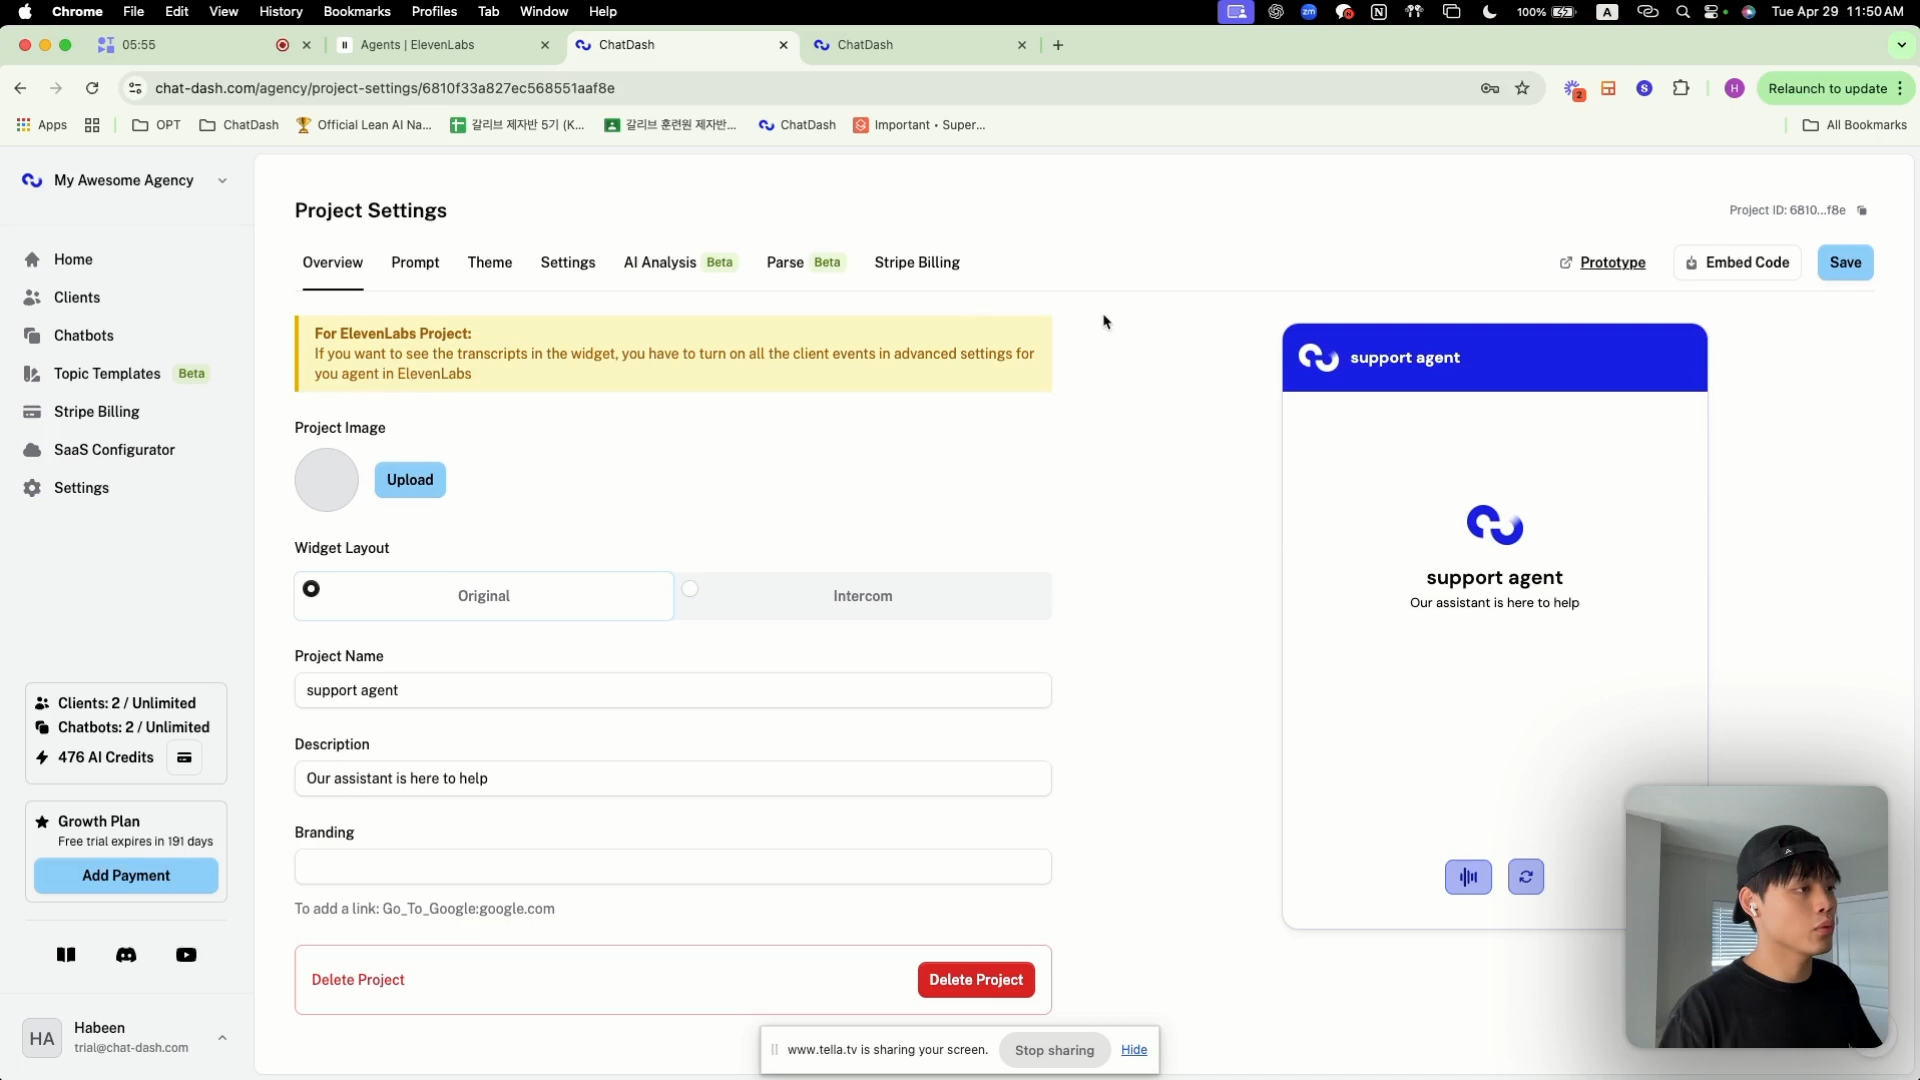 Chrome File Edit View History Bookmarks Profiles Tab Window Help
zm
100%
A
Tue Apr 29 11:50 AM
05:55
Agents | ElevenLabs
ChatDash
ChatDash
chat-dash.com/agency/project-settings/6810f33a827ec568551aaf8e
2
S
H
Relaunch to update
Apps
OPT
ChatDash
Official Lean AI Na...
갈리브 제자반 5기 (K...
갈리브 훈련원 제자반...
ChatDash
Important • Super...
All Bookmarks
My Awesome Agency
Home
Clients
Chatbots
Topic Templates Beta
Stripe Billing
SaaS Configurator
Settings
Clients: 2 / Unlimited
Chatbots: 2 / Unlimited
476 AI Credits
Growth Plan
Free trial expires in 191 days
Add Payment
HA
Habeen
trial@chat-dash.com
Project Settings
Project ID: 6810...f8e
Overview
Prompt
Theme
Settings
AI Analysis Beta
Parse Beta
Stripe Billing
Prototype
Embed Code
Save
For ElevenLabs Project:
If you want to see the transcripts in the widget, you have to turn on all the client events in advanced settings for
you agent in ElevenLabs
Project Image
Upload
Widget Layout
Original
Intercom
Project Name
support agent
Description
Our assistant is here to help
Branding
To add a link: Go_To_Google:google.com
Delete Project
Delete Project
support agent
support agent
Our assistant is here to help
www.tella.tv is sharing your screen.
Stop sharing
Hide